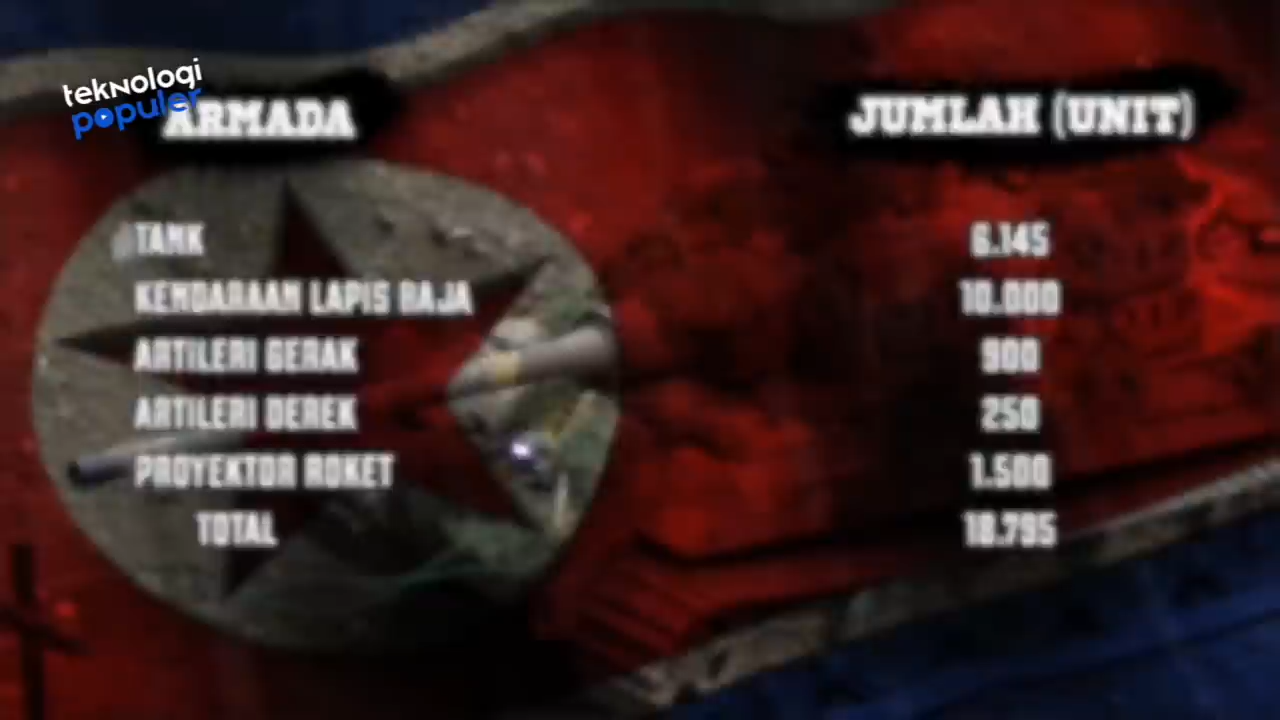 teknologi
populer
ARMADA JUMLAH (UNIT)
TANK 6.145
KENDARAAN LAPIS BAJA 10.000
ARTILERI GERAK 900
ARTILERI DEREK 250
PROYEKTOR ROKET 1.500
TOTAL 18.795